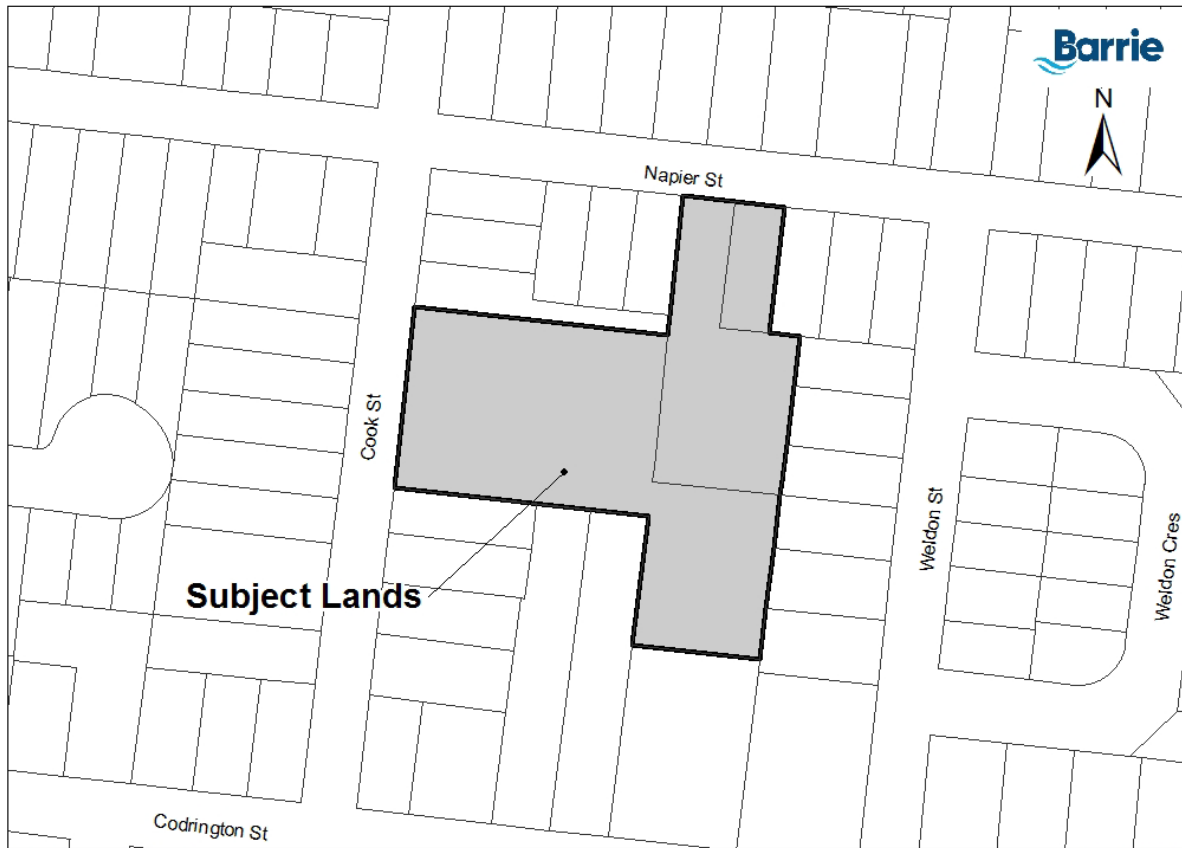 Barrie
N
Napier St
Cook St
Weldon St
Weldon Cres
Subject Lands
Codrington St